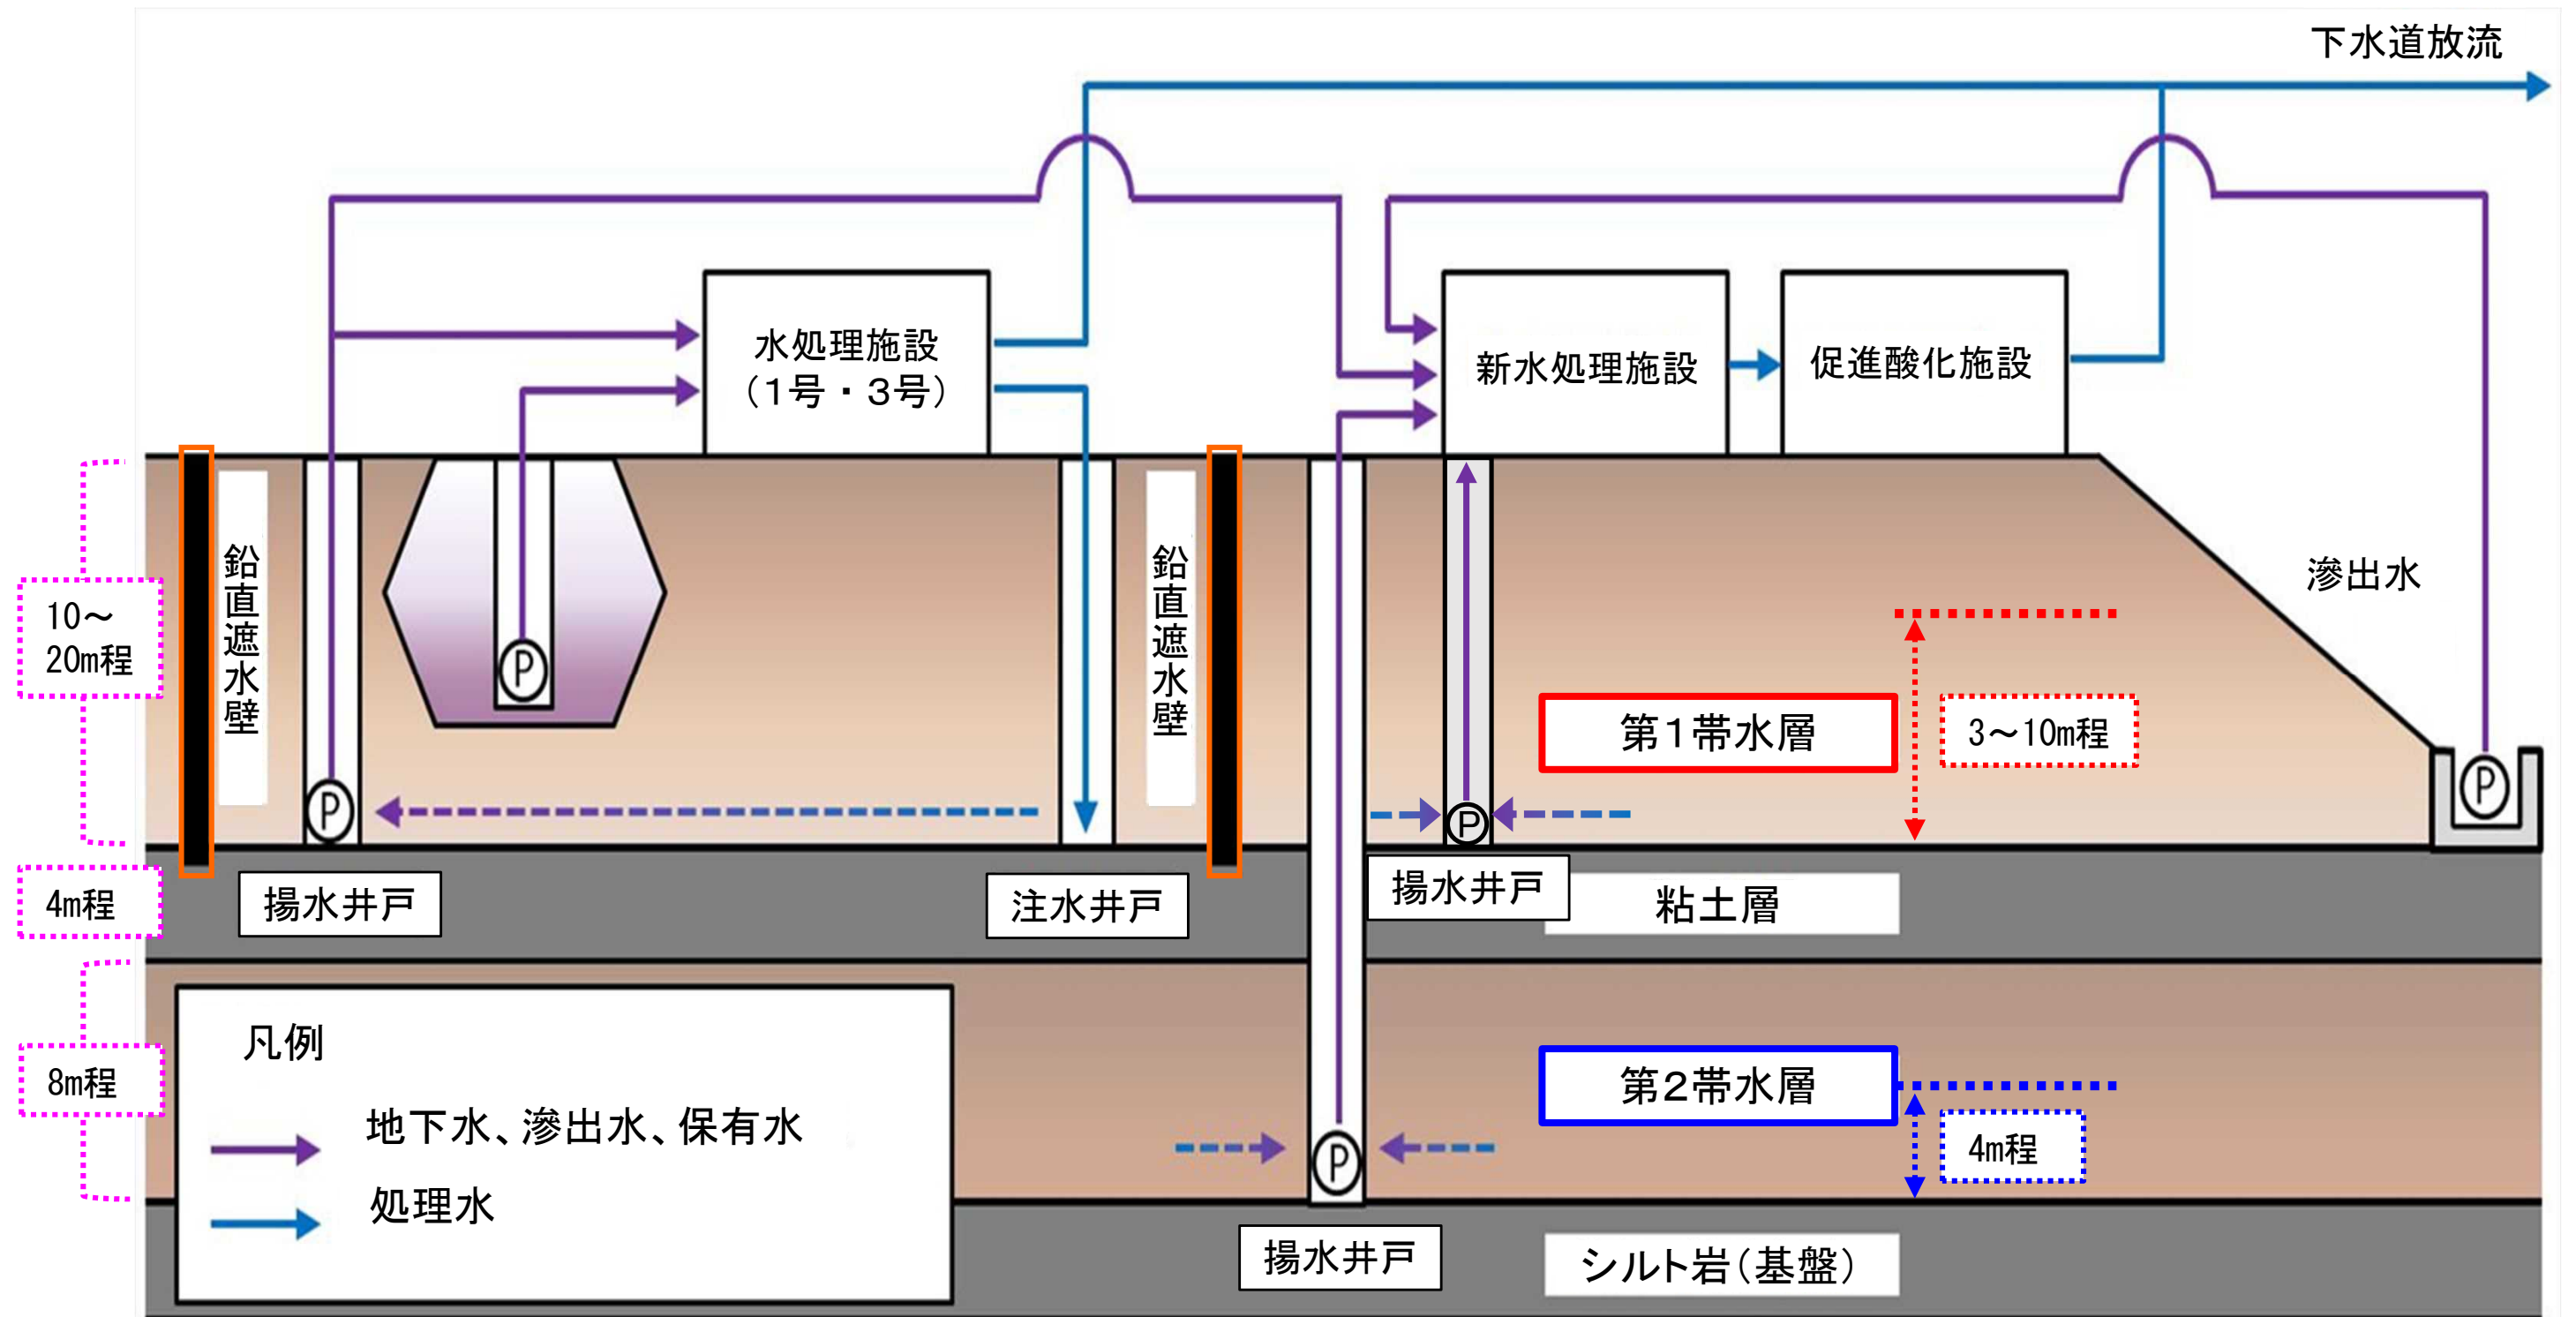 下水道放流
水処理施設
（1号・3号）
新水処理施設
促進酸化施設
鉛直遮水壁
鉛直遮水壁
滲出水
10～
20m程
P
P
P
P
P
第1帯水層
3～10m程
4m程
揚水井戸
注水井戸
揚水井戸
粘土層
8m程
凡例
地下水、滲出水、保有水
処理水
第2帯水層
4m程
揚水井戸
シルト岩（基盤）